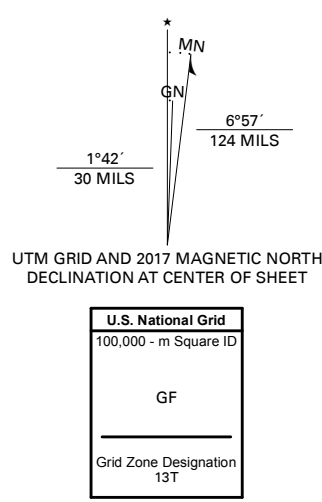 ★
MN
GN
6°57´
124 MILS
1°42´
30 MILS
UTM GRID AND 2017 MAGNETIC NORTH
DECLINATION AT CENTER OF SHEET
U.S. National Grid
100,000 - m Square ID
GF
Grid Zone Designation
13T